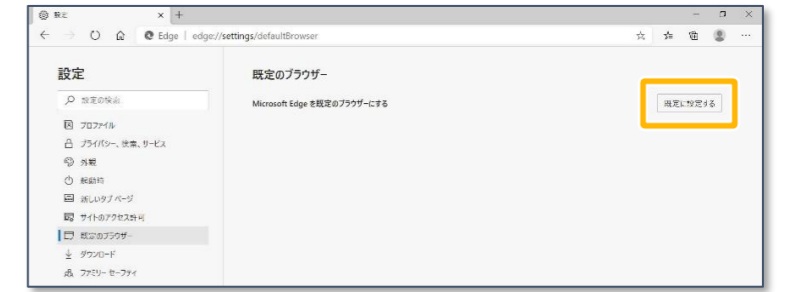 設定
Edge | edge://settings/defaultBrowser
設定
設定の検索
プロファイル
プライバシー、検索、サービス
外観
起動時
新しいタブ ページ
サイトのアクセス許可
既定のブラウザー
ダウンロード
ファミリー セーフティ
既定のブラウザー
Microsoft Edge を既定のブラウザーにする
既定に設定する